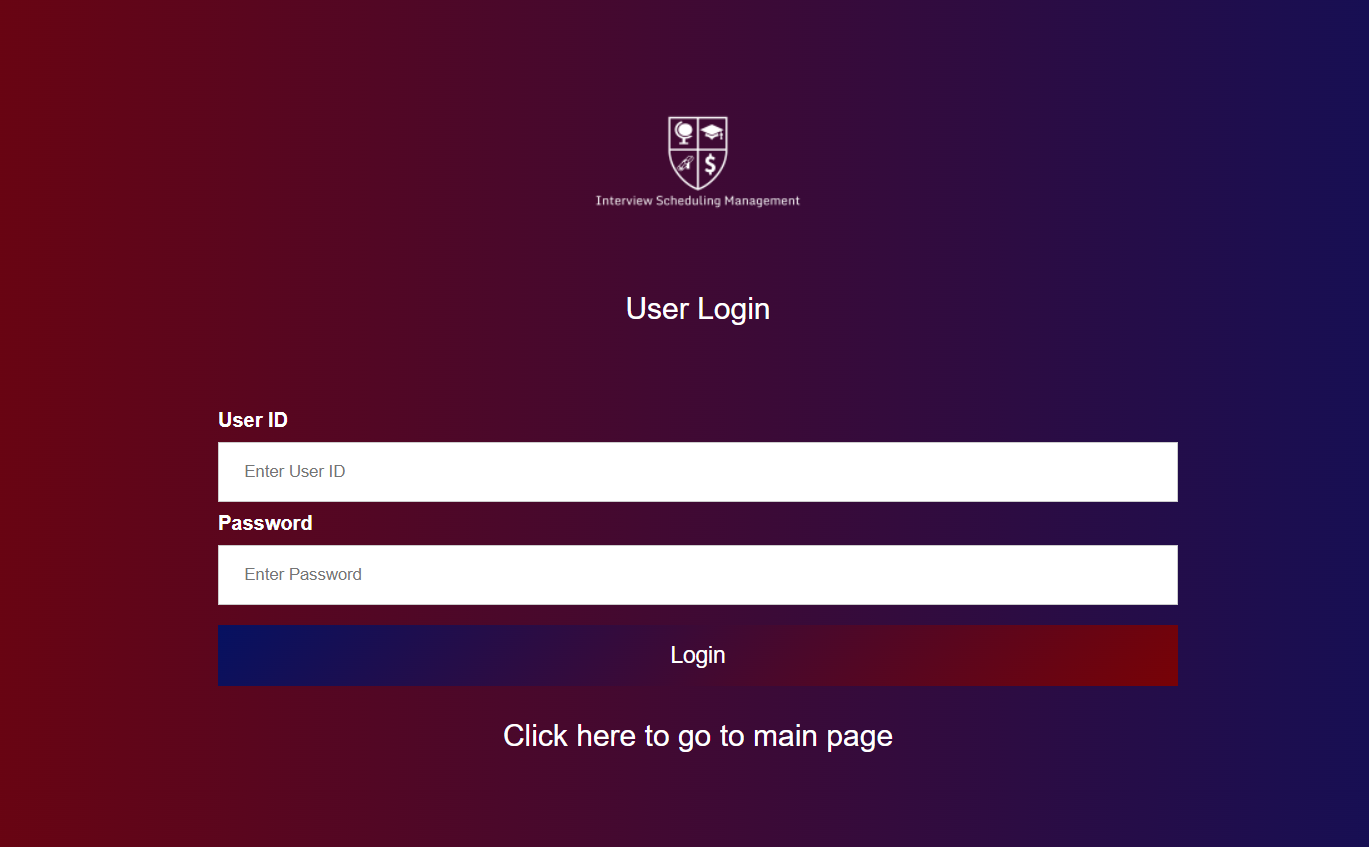 Interview Scheduling Management
User Login
User ID
Enter User ID
Password
Enter Password
Login
Click here to go to main page